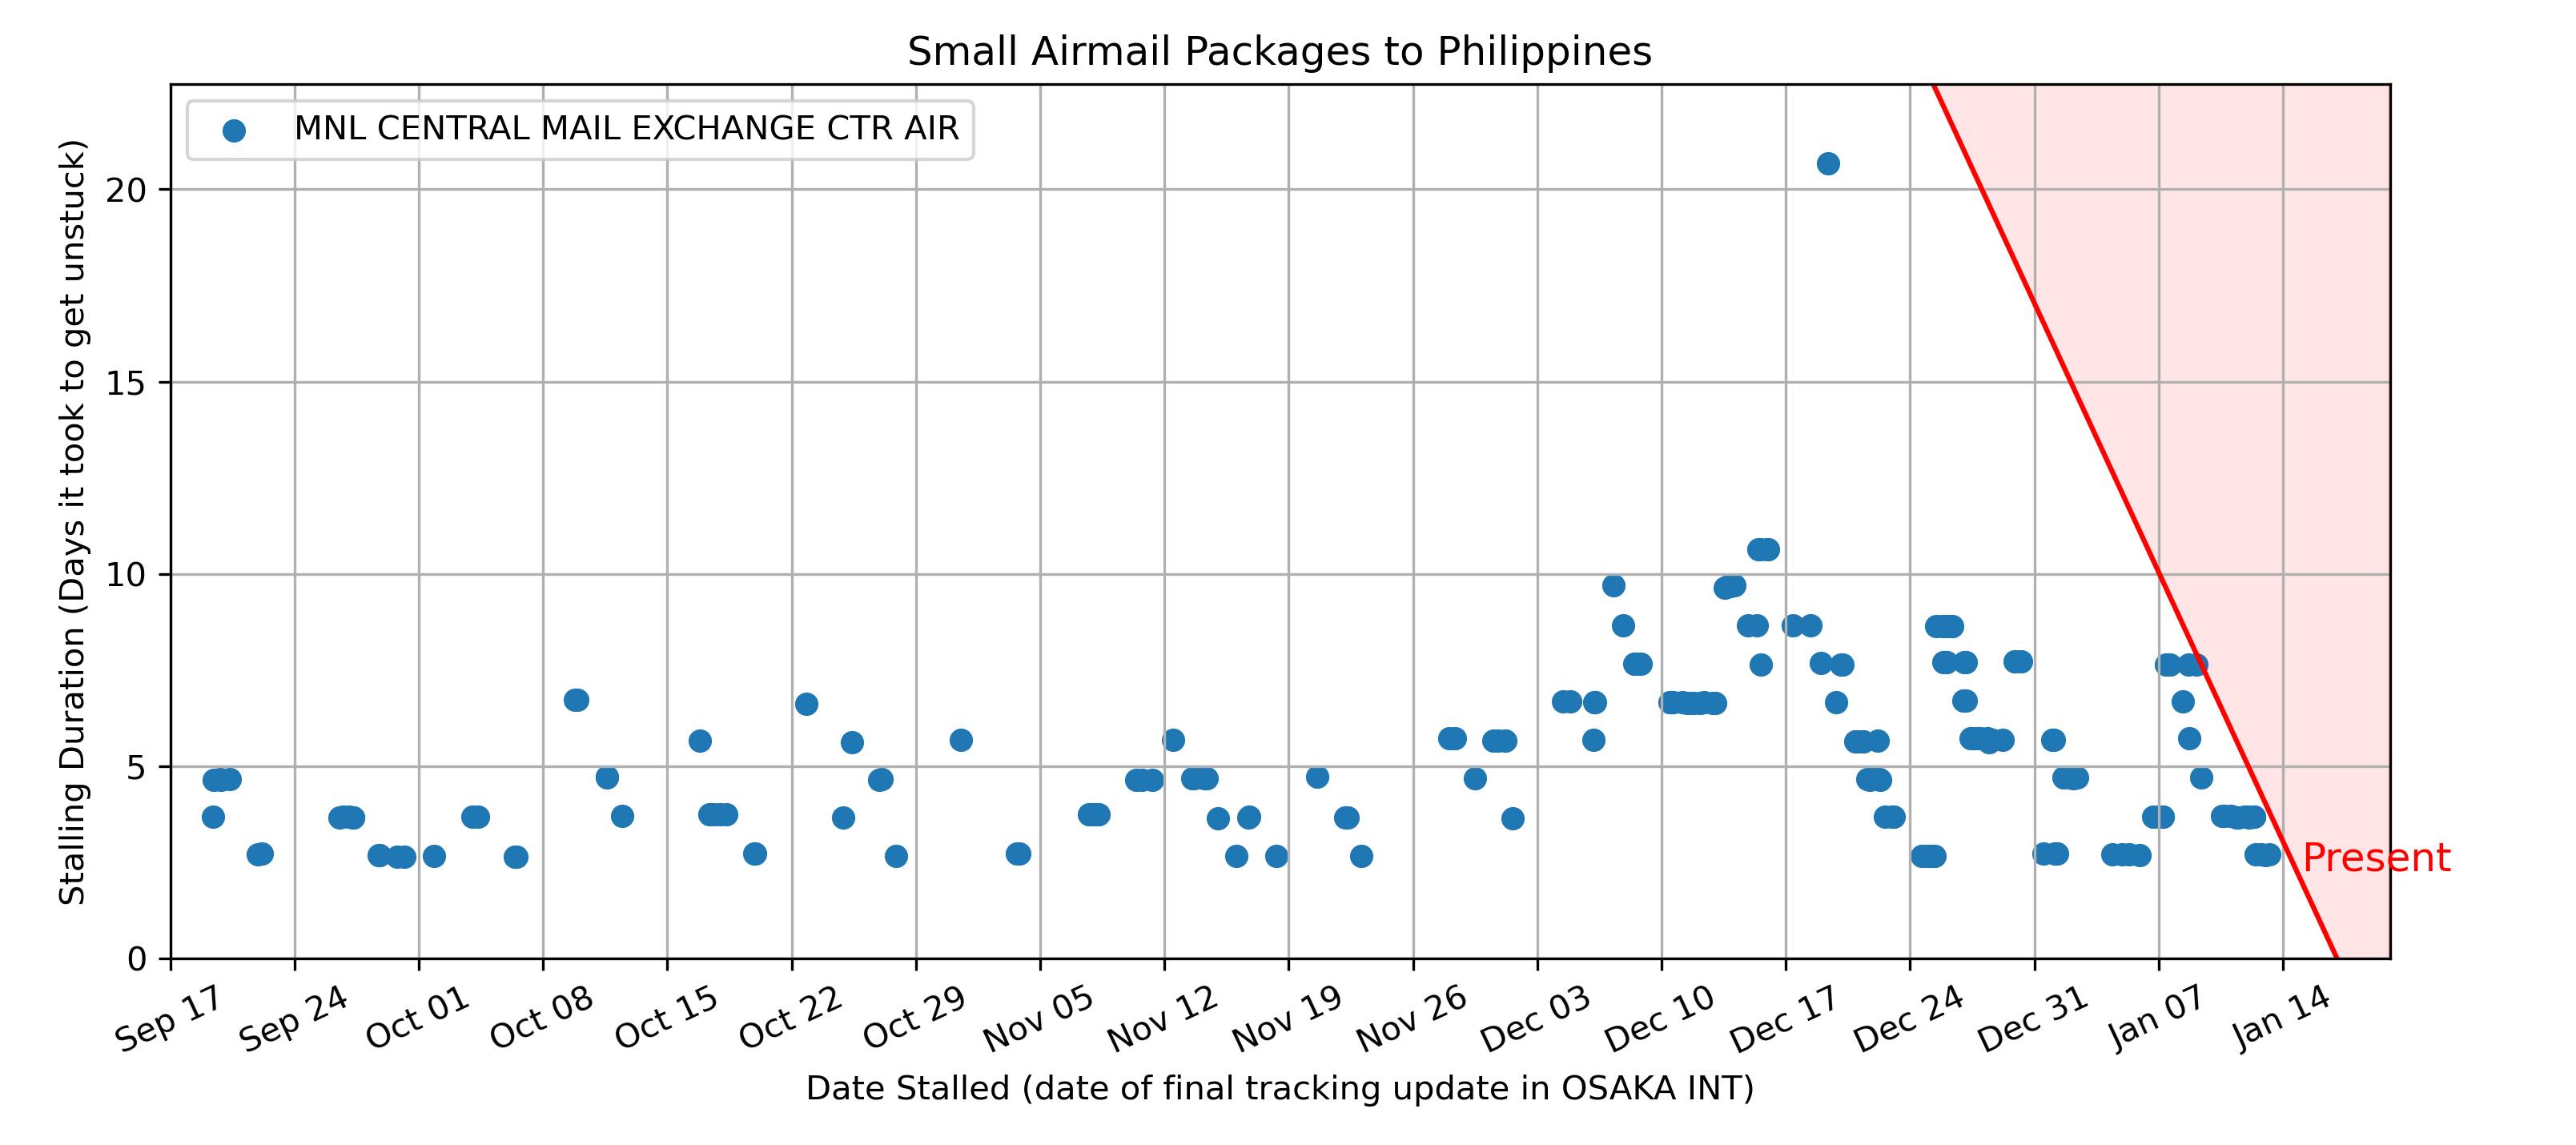 Small Airmail Packages to Philippines
MNL CENTRAL MAIL EXCHANGE CTR AIR
Stalling Duration (Days it took to get unstuck)
20
15
10
5
0
Present
Sep 17 Sep 24 Oct 01 Oct 08 Oct 15 Oct 22 Oct 29 Nov 05 Nov 12 Nov 19 Nov 26 Dec 03 Dec 10 Dec 17 Dec 24 Dec 31 Jan 07 Jan 14
Date Stalled (date of final tracking update in OSAKA INT)